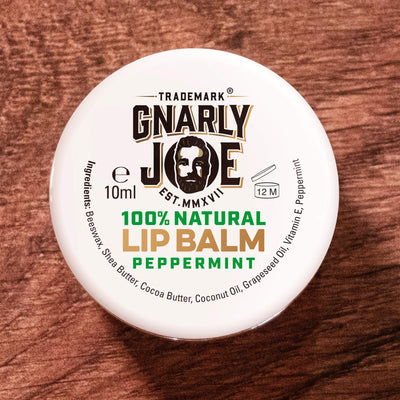 TRADEMARK ®
GNARLY
JOE
EST. MMXVII
℮
10ml
12 M
100% NATURAL
LIP BALM
PEPPERMINT
Ingredients: Beeswax, Shea Butter, Cocoa Butter, Coconut Oil, Grapeseed Oil, Vitamin E, Peppermint